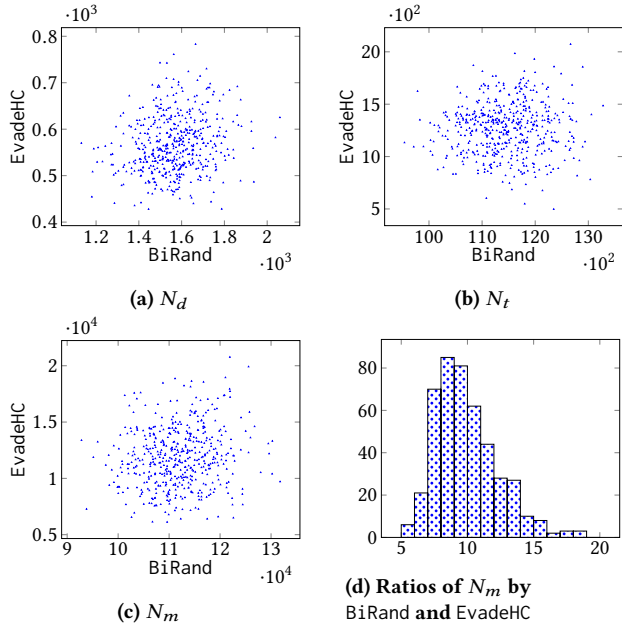 ·10³
0.8
0.7
0.6
0.5
0.4
EvadeHC
1.2 1.4 1.6 1.8 2
BiRand
·10³
(a) N_d
·10²
20
15
10
5
EvadeHC
100 110 120 130
BiRand
·10²
(b) N_t
·10⁴
2
1.5
1
0.5
EvadeHC
9 10 11 12 13
BiRand
·10⁴
(c) N_m
80
60
40
20
0
5 10 15 20
(d) Ratios of N_m by
BiRand and EvadeHC